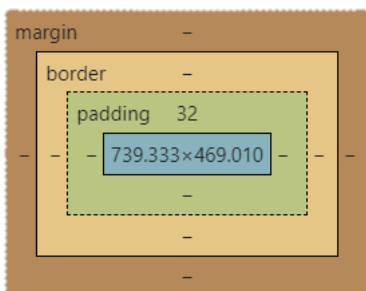 margin –
border –
padding 32
– – – 739.333×469.010 – – –
–
–
–